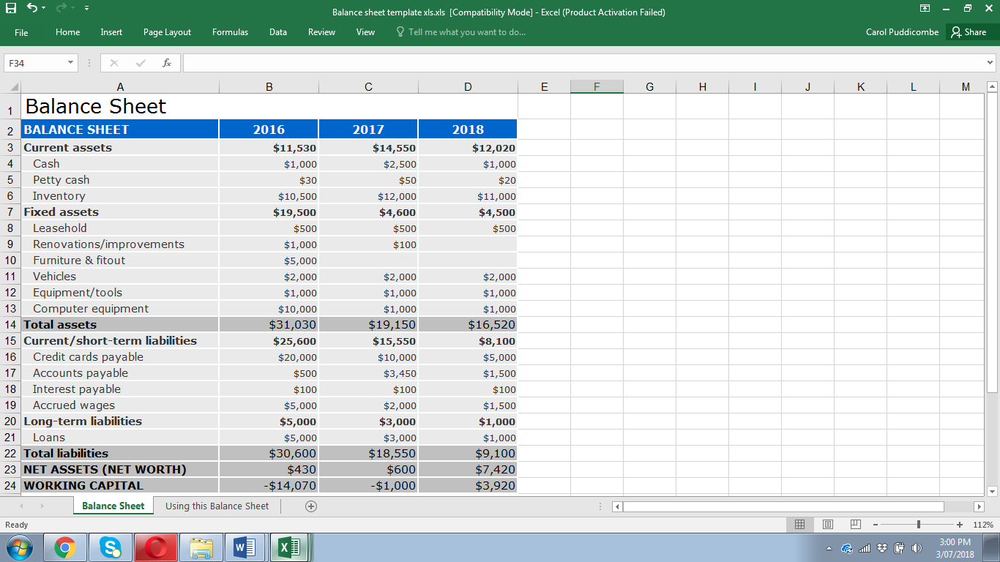 Balance sheet template xls.xls [Compatibility Mode] - Excel (Product Activation Failed)
File Home Insert Page Layout Formulas Data Review View Tell me what you want to do... Carol Puddicombe Share
F34 fx
A B C D E F G H I J K L M
1 Balance Sheet
2 BALANCE SHEET 2016 2017 2018
3 Current assets $11,530 $14,550 $12,020
4 Cash $1,000 $2,500 $1,000
5 Petty cash $30 $50 $20
6 Inventory $10,500 $12,000 $11,000
7 Fixed assets $19,500 $4,600 $4,500
8 Leasehold $500 $500 $500
9 Renovations/improvements $1,000 $100
10 Furniture & fitout $5,000
11 Vehicles $2,000 $2,000 $2,000
12 Equipment/tools $1,000 $1,000 $1,000
13 Computer equipment $10,000 $1,000 $1,000
14 Total assets $31,030 $19,150 $16,520
15 Current/short-term liabilities $25,600 $15,550 $8,100
16 Credit cards payable $20,000 $10,000 $5,000
17 Accounts payable $500 $3,450 $1,500
18 Interest payable $100 $100 $100
19 Accrued wages $5,000 $2,000 $1,500
20 Long-term liabilities $5,000 $3,000 $1,000
21 Loans $5,000 $3,000 $1,000
22 Total liabilities $30,600 $18,550 $9,100
23 NET ASSETS (NET WORTH) $430 $600 $7,420
24 WORKING CAPITAL -$14,070 -$1,000 $3,920
Balance Sheet Using this Balance Sheet
Ready 112%
3:00 PM
3/07/2018